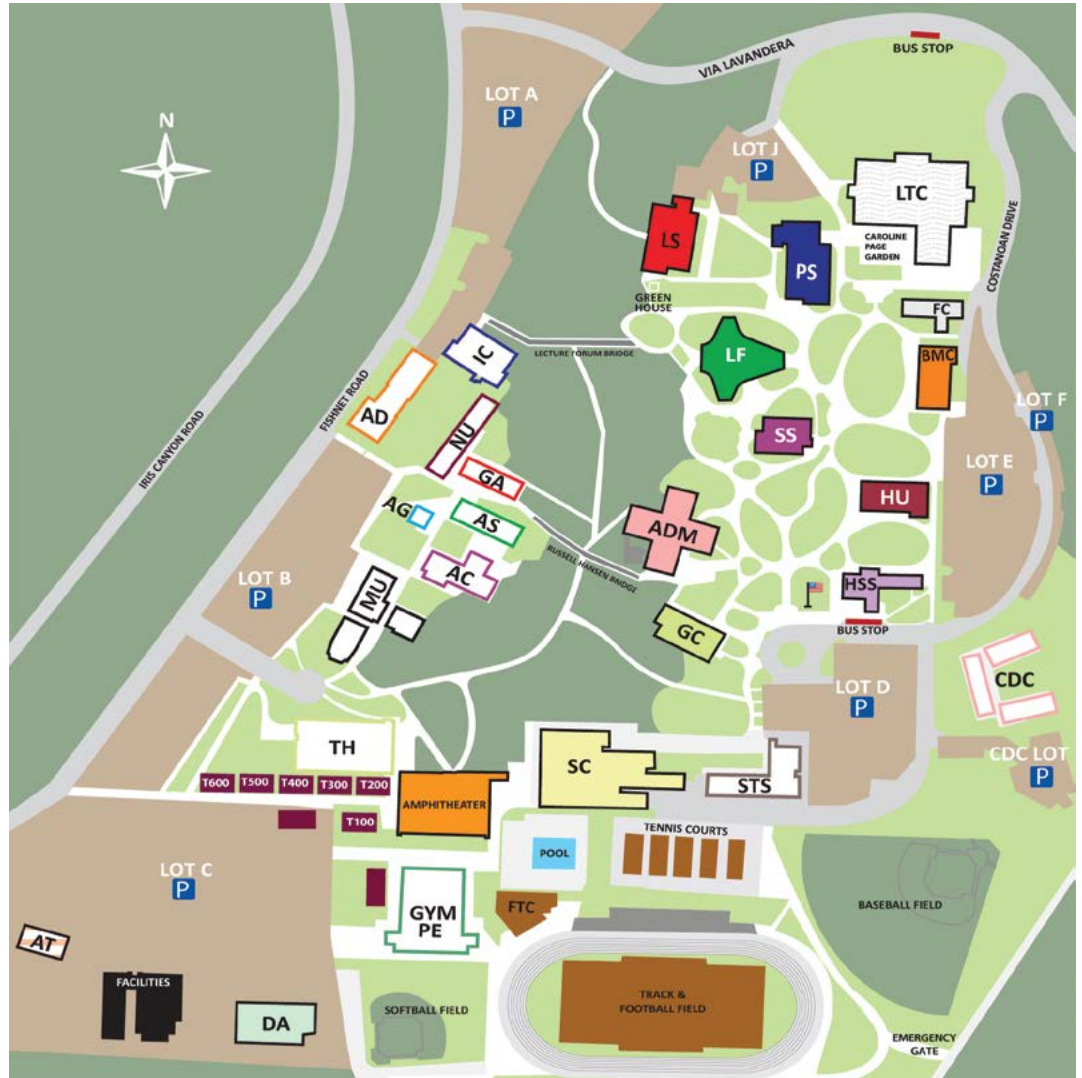 VIA LAVANDERA
BUS STOP
LOT A
P
N
LOT J
P
LTC
LS
PS
CAROLINE
PAGE
GARDEN
COSTANOAN DRIVE
GREEN
HOUSE
FC
IC
LECTURE FORUM BRIDGE
LF
BMC
AD
LOT F
P
FISHNET ROAD
IRIS CANYON ROAD
NU
SS
LOT E
P
GA
HU
AG
AS
ADM
RUSSELL HANSEN BRIDGE
AC
LOT B
P
MU
HSS
BUS STOP
GC
LOT D
P
CDC
TH
SC
STS
CDC LOT
P
T600
T500
T400
T300
T200
AMPHITHEATER
T100
TENNIS COURTS
POOL
LOT C
P
GYM
PE
FTC
BASEBALL FIELD
AT
FACILITIES
DA
SOFTBALL FIELD
TRACK &
FOOTBALL FIELD
EMERGENCY
GATE